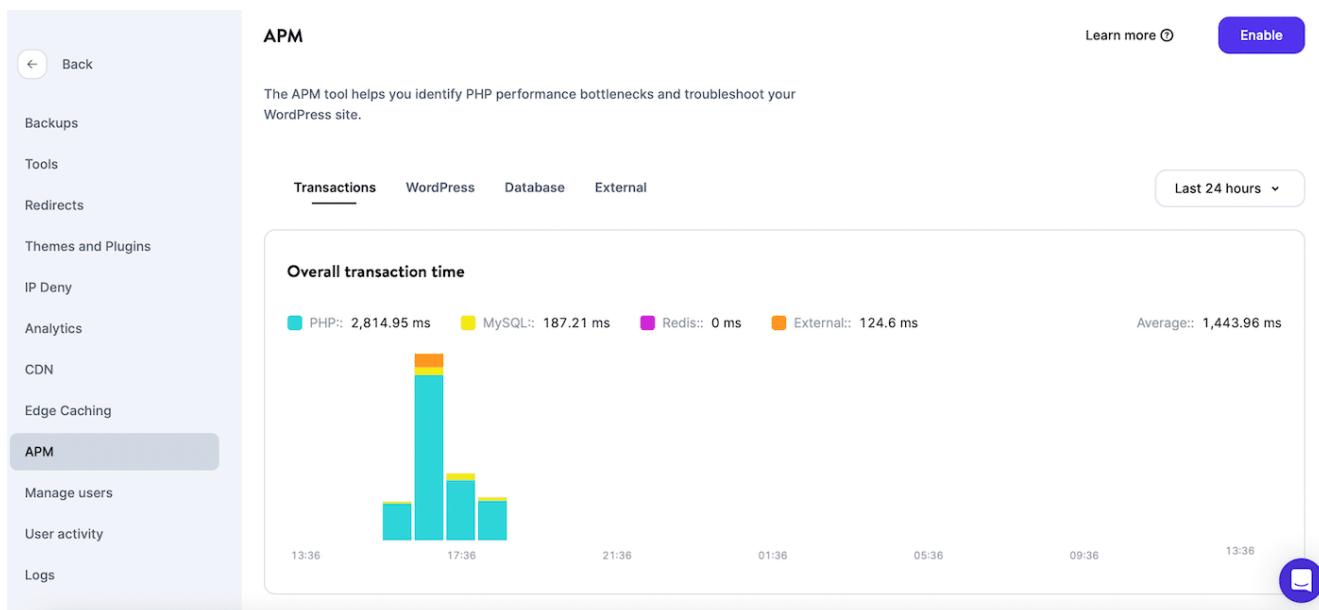 APM
Learn more
Enable
Back
The APM tool helps you identify PHP performance bottlenecks and troubleshoot your
WordPress site.
Backups
Tools
Redirects
Themes and Plugins
IP Deny
Analytics
CDN
Edge Caching
APM
Manage users
User activity
Logs
Transactions WordPress Database External
Last 24 hours
Overall transaction time
PHP:: 2,814.95 ms MySQL:: 187.21 ms Redis:: 0 ms External:: 124.6 ms Average:: 1,443.96 ms
13:36 17:36 21:36 01:36 05:36 09:36 13:36